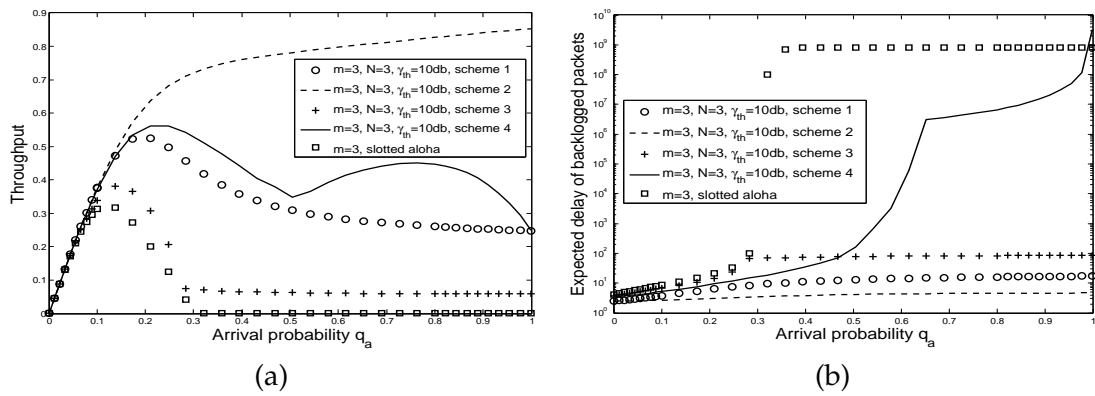 0.9
0.8
0.7
0.6
0.5
0.4
0.3
0.2
0.1
0
Throughput
m=3, N=3, γth=10db, scheme 1
m=3, N=3, γth=10db, scheme 2
m=3, N=3, γth=10db, scheme 3
m=3, N=3, γth=10db, scheme 4
m=3, slotted aloha
0 0.1 0.2 0.3 0.4 0.5 0.6 0.7 0.8 0.9 1
Arrival probability qa
(a)
10^10
10^9
10^8
10^7
10^6
10^5
10^4
10^3
10^2
10^1
10^0
Expected delay of backlogged packets
m=3, N=3, γth=10db, scheme 1
m=3, N=3, γth=10db, scheme 2
m=3, N=3, γth=10db, scheme 3
m=3, N=3, γth=10db, scheme 4
m=3, slotted aloha
0 0.1 0.2 0.3 0.4 0.5 0.6 0.7 0.8 0.9 1
Arrival probability qa
(b)